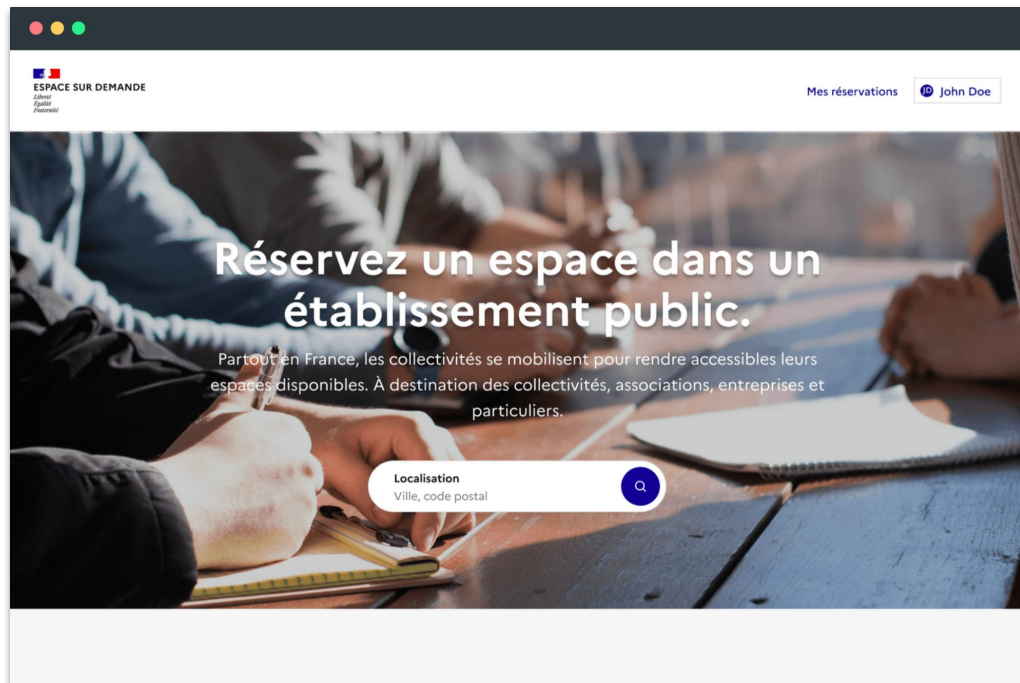 ESPACE SUR DEMANDE
Liberté
Égalité
Fraternité
Mes réservations
JD John Doe
Réservez un espace dans un
établissement public.
Partout en France, les collectivités se mobilisent pour rendre accessibles leurs
espaces disponibles. À destination des collectivités, associations, entreprises et
particuliers.
Localisation
Ville, code postal